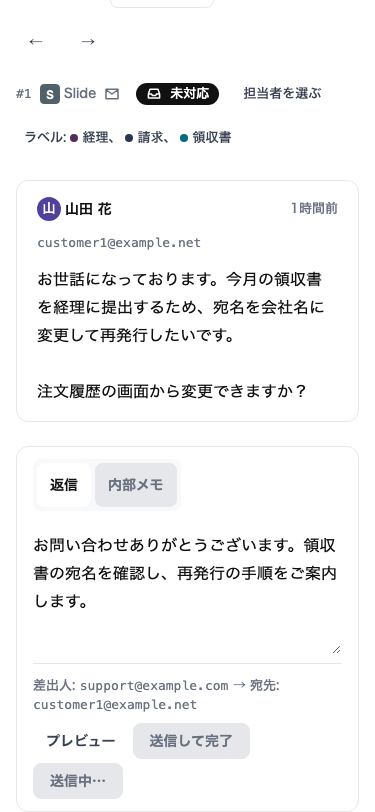 ← →
#1 S Slide 未対応 担当者を選ぶ
ラベル: 経理、 請求、 領収書
山 山田 花 1時間前
customer1@example.net
お世話になっております。今月の領収書
を経理に提出するため、宛名を会社名に
変更して再発行したいです。
注文履歴の画面から変更できますか？
返信 内部メモ
お問い合わせありがとうございます。領収
書の宛名を確認し、再発行の手順をご案内
します。
差出人: support@example.com → 宛先:
customer1@example.net
プレビュー 送信して完了
送信中…